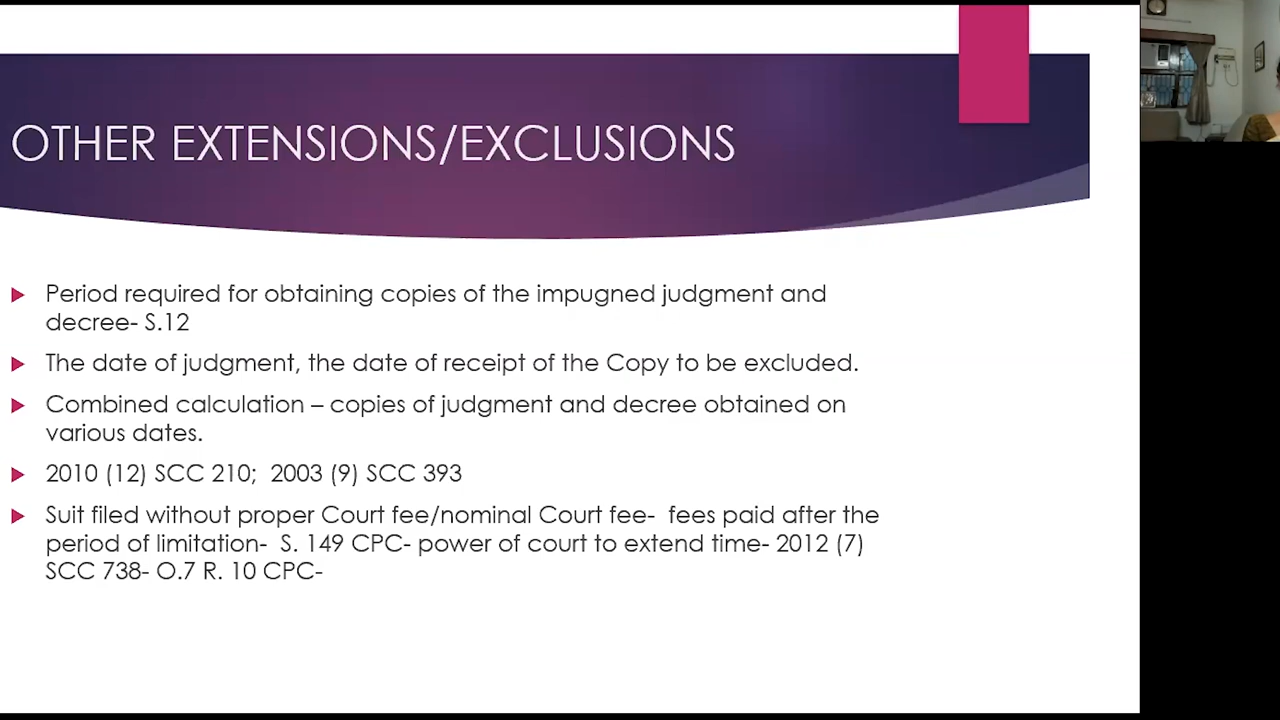 OTHER EXTENSIONS/EXCLUSIONS
Period required for obtaining copies of the impugned judgment and
decree- S.12
The date of judgment, the date of receipt of the Copy to be excluded.
Combined calculation – copies of judgment and decree obtained on
various dates.
2010 (12) SCC 210;  2003 (9) SCC 393
Suit filed without proper Court fee/nominal Court fee-  fees paid after the
period of limitation-  S. 149 CPC- power of court to extend time- 2012 (7)
SCC 738- O.7 R. 10 CPC-